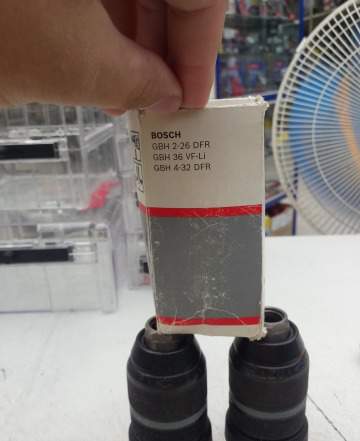 BOSCH
GBH 2-26 DFR
GBH 36 VF-Li
GBH 4-32 DFR